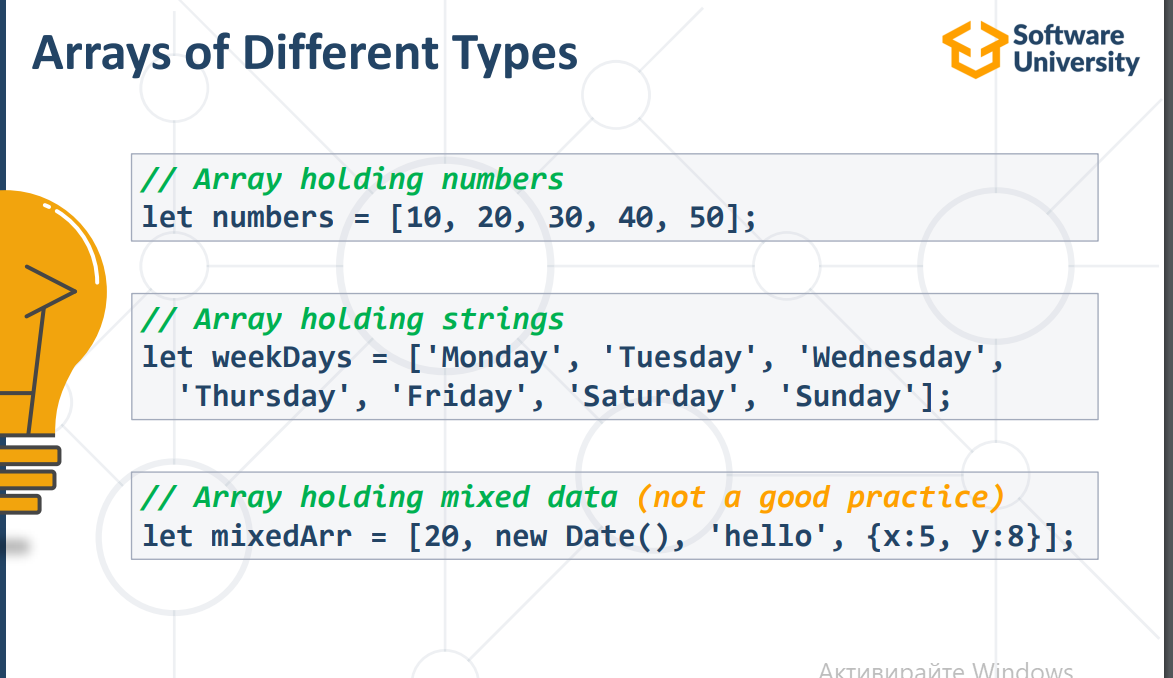 Arrays of Different Types
Software
University
// Array holding numbers
let numbers = [10, 20, 30, 40, 50];
// Array holding strings
let weekDays = ['Monday', 'Tuesday', 'Wednesday',
'Thursday', 'Friday', 'Saturday', 'Sunday'];
// Array holding mixed data (not a good practice)
let mixedArr = [20, new Date(), 'hello', {x:5, y:8}];
Активирайте Windows